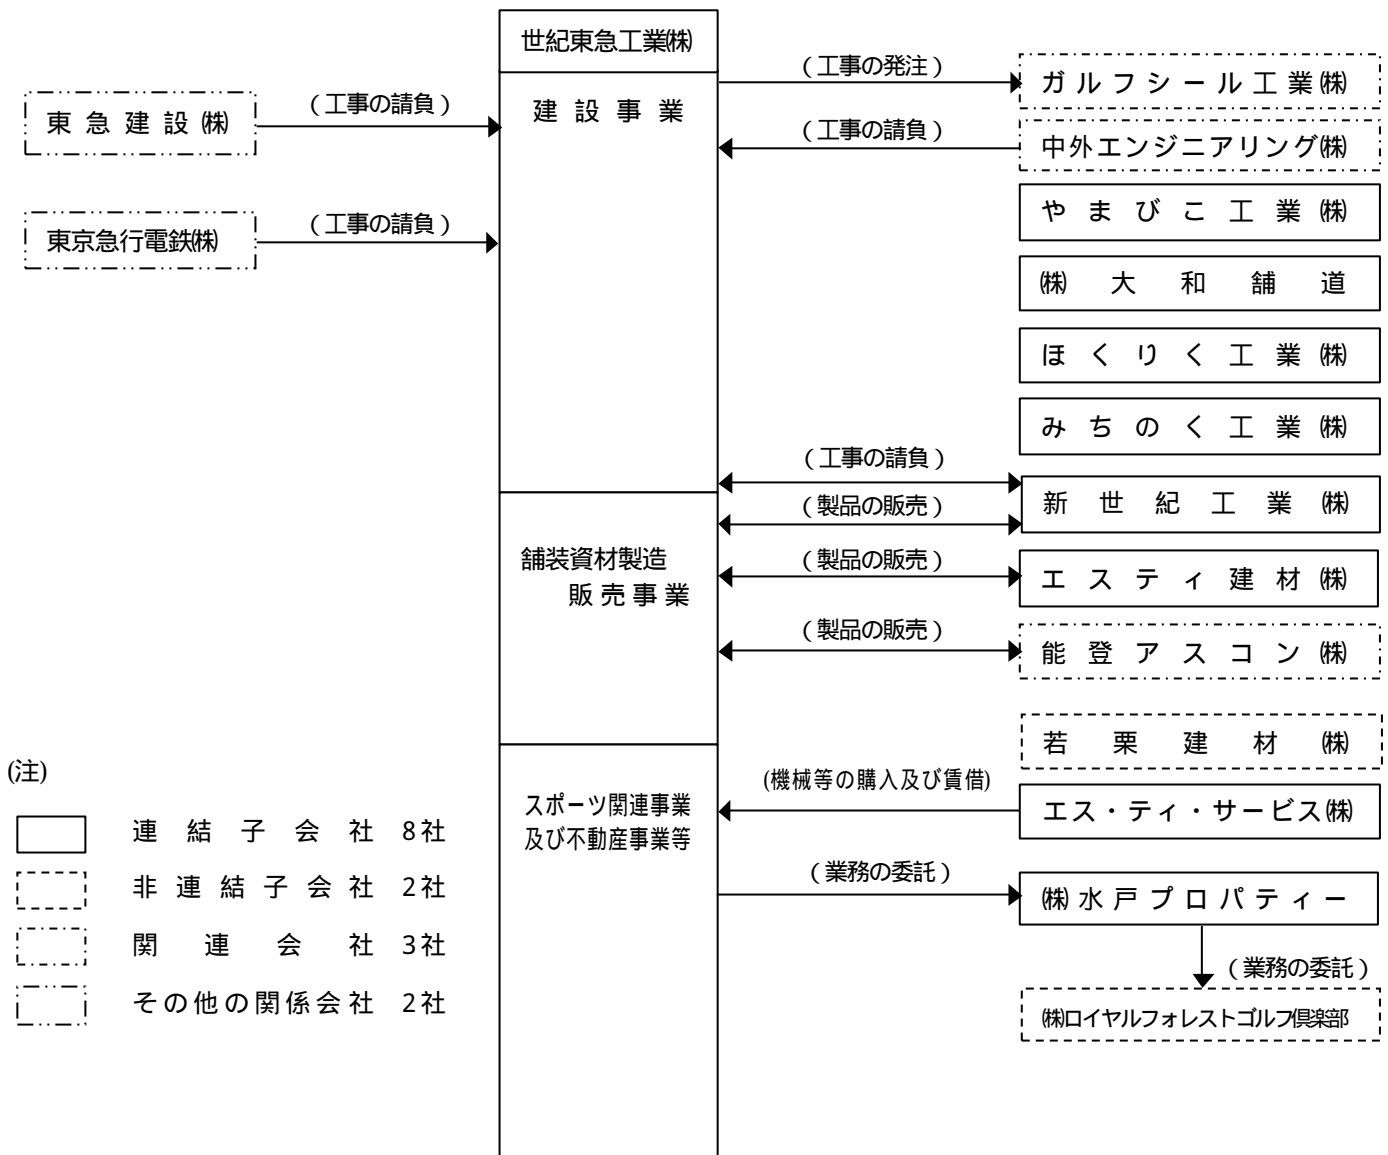 世紀東急工業㈱
建設事業
東急建設㈱
(工事の請負)
東京急行電鉄㈱
(工事の請負)
(工事の発注)
ガルフシール工業㈱
(工事の請負)
中外エンジニアリング㈱
やまびこ工業㈱
㈱大和舗道
ほくりく工業㈱
みちのく工業㈱
(工事の請負)
(製品の販売)
新世紀工業㈱
舗装資材製造
販売事業
(製品の販売)
エスティ建材㈱
(製品の販売)
能登アスコン㈱
若栗建材㈱
スポーツ関連事業
及び不動産事業等
(機械等の購入及び賃借)
エス・ティ・サービス㈱
(業務の委託)
㈱水戸プロパティー
(業務の委託)
㈱ロイヤルフォレストゴルフ倶楽部
(注)
連結子会社 8社
非連結子会社 2社
関連会社 3社
その他の関係会社 2社